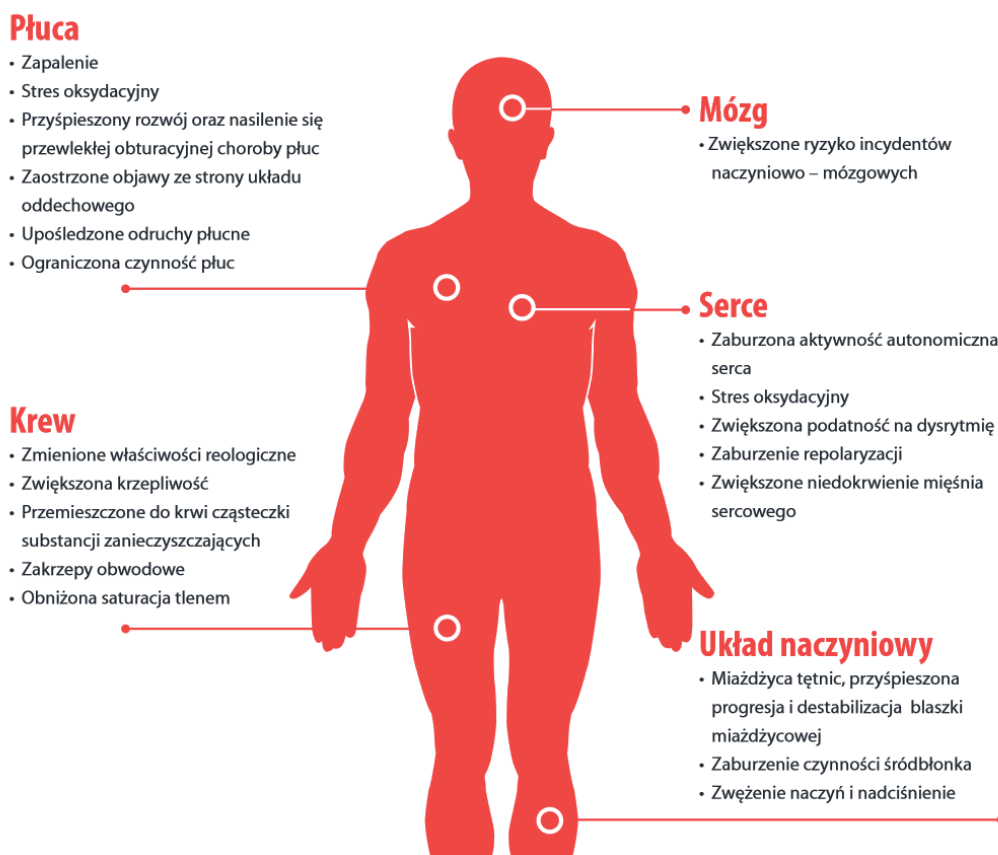 Płuca
• Zapalenie
• Stres oksydacyjny
• Przyśpieszony rozwój oraz nasilenie się
przewlekłej obturacyjnej choroby płuc
• Zaostrzone objawy ze strony układu
oddechowego
• Upośledzone odruchy płucne
• Ograniczona czynność płuc
Krew
• Zmienione właściwości reologiczne
• Zwiększona krzepliwość
• Przemieszczone do krwi cząsteczki
substancji zanieczyszczających
• Zakrzepy obwodowe
• Obniżona saturacja tlenem
Mózg
• Zwiększone ryzyko incydentów
naczyniowo – mózgowych
Serce
• Zaburzona aktywność autonomiczna
serca
• Stres oksydacyjny
• Zwiększona podatność na dysrytmię
• Zaburzenie repolaryzacji
• Zwiększone niedokrwienie mięśnia
sercowego
Układ naczyniowy
• Miażdżyca tętnic, przyśpieszona
progresja i destabilizacja blaszki
miażdżycowej
• Zaburzenie czynności śródbłonka
• Zwężenie naczyń i nadciśnienie